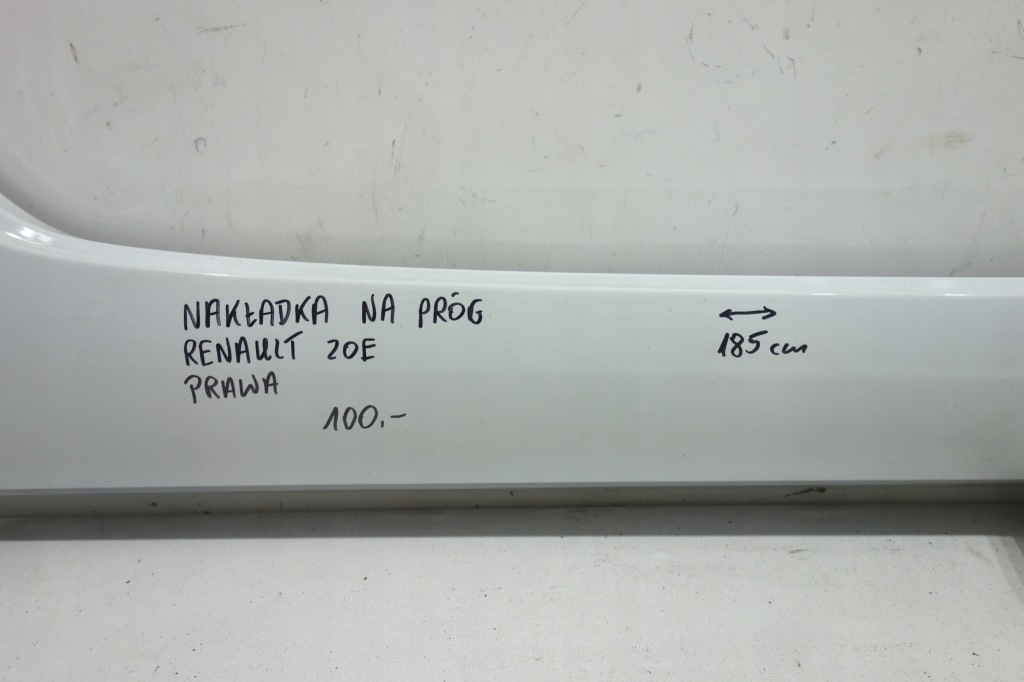 NAKŁADKA NA PRÓG
RENAULT ZOE
PRAWA
100.-
185 cm